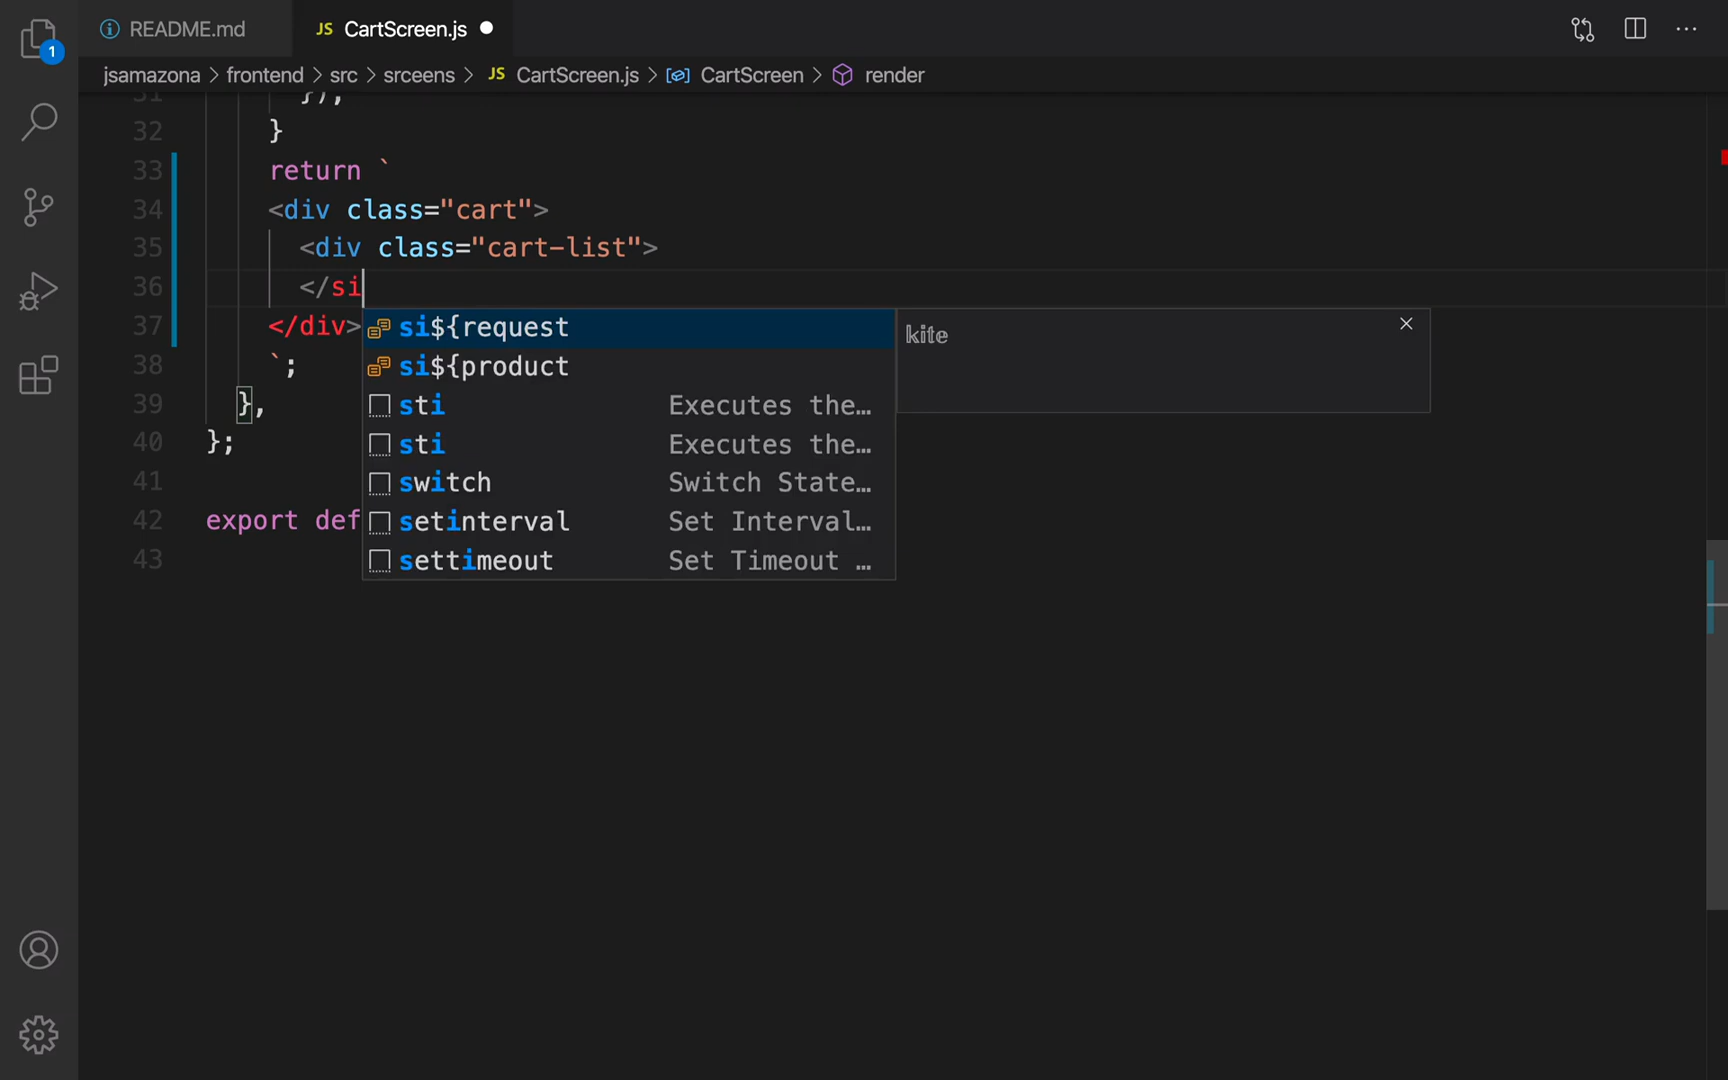 1
README.md
JS CartScreen.js
jsamazona > frontend > src > srceens > JS CartScreen.js > CartScreen > render
31 });
32 }
33 return `
34 <div class="cart">
35 <div class="cart-list">
36 </si
37 </div>
38 `;
39 },
40 };
41
42 export def
43
si${request
si${product
sti Executes the…
sti Executes the…
switch Switch State…
setinterval Set Interval…
settimeout Set Timeout …
kite